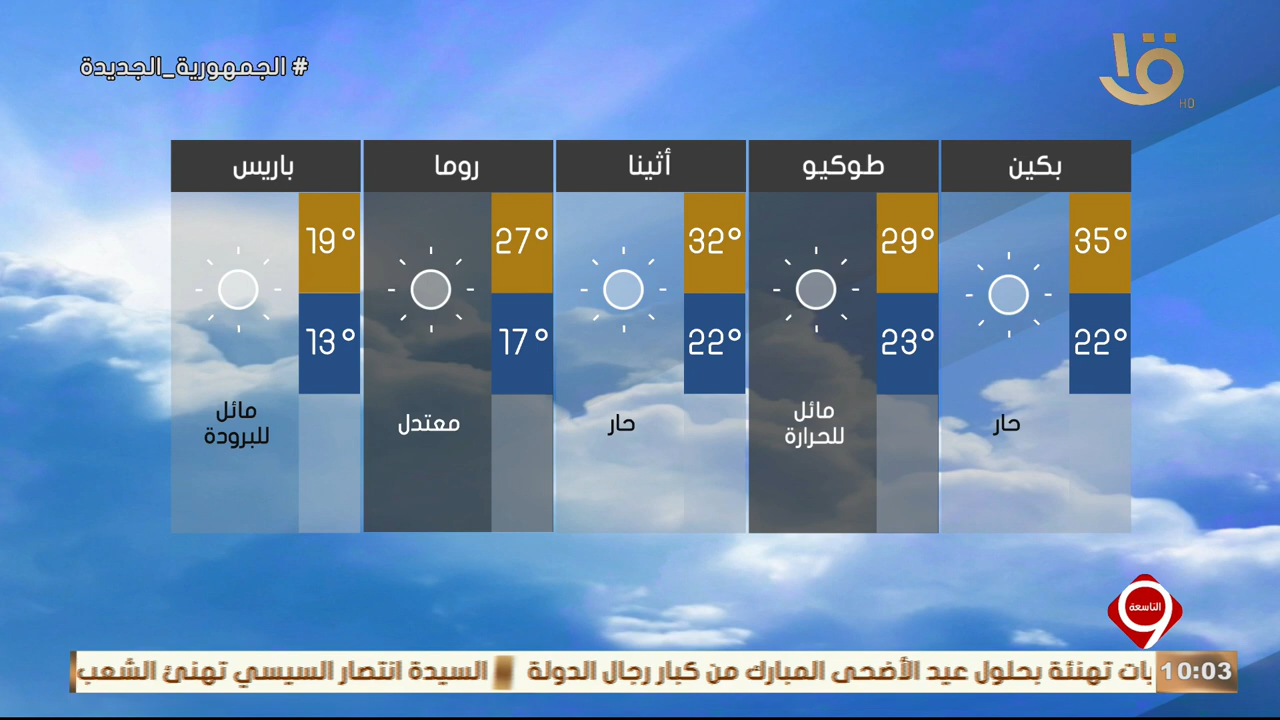 #الجمهورية_الجديدة
HD
بكين
35°
22°
حار
طوكيو
29°
23°
مائل
للحرارة
أثينا
32°
22°
حار
روما
27°
17°
معتدل
باريس
19°
13°
مائل
للبرودة
التاسعة
9
10:03
تهنئة بحلول عيد الأضحى المبارك من كبار رجال الدولة السيدة انتصار السيسي تهنئ الشعب